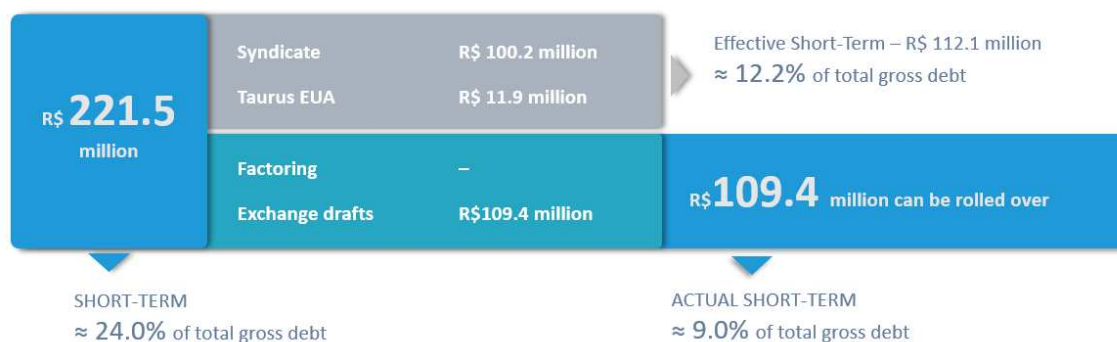 R$ 221.5
million
Syndicate R$ 100.2 million
Taurus EUA R$ 11.9 million
Effective Short-Term – R$ 112.1 million
≈ 12.2% of total gross debt
Factoring –
Exchange drafts R$109.4 million
R$109.4 million can be rolled over
SHORT-TERM
≈ 24.0% of total gross debt
ACTUAL SHORT-TERM
≈ 9.0% of total gross debt